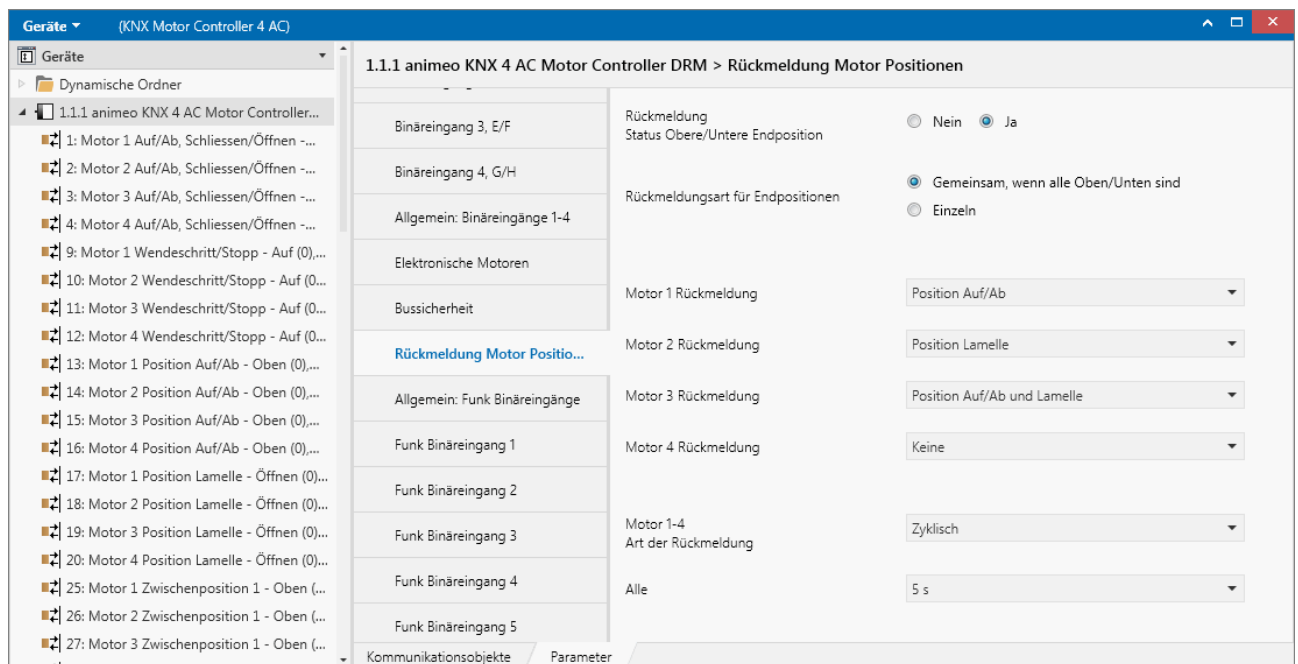 Geräte (KNX Motor Controller 4 AC)
Geräte
Dynamische Ordner
1.1.1 animeo KNX 4 AC Motor Controller...
1: Motor 1 Auf/Ab, Schliessen/Öffnen -...
2: Motor 2 Auf/Ab, Schliessen/Öffnen -...
3: Motor 3 Auf/Ab, Schliessen/Öffnen -...
4: Motor 4 Auf/Ab, Schliessen/Öffnen -...
9: Motor 1 Wendeschritt/Stopp - Auf (0),...
10: Motor 2 Wendeschritt/Stopp - Auf (0...
11: Motor 3 Wendeschritt/Stopp - Auf (0...
12: Motor 4 Wendeschritt/Stopp - Auf (0...
13: Motor 1 Position Auf/Ab - Oben (0),...
14: Motor 2 Position Auf/Ab - Oben (0),...
15: Motor 3 Position Auf/Ab - Oben (0),...
16: Motor 4 Position Auf/Ab - Oben (0),...
17: Motor 1 Position Lamelle - Öffnen (0)...
18: Motor 2 Position Lamelle - Öffnen (0)...
19: Motor 3 Position Lamelle - Öffnen (0)...
20: Motor 4 Position Lamelle - Öffnen (0)...
25: Motor 1 Zwischenposition 1 - Oben (...
26: Motor 2 Zwischenposition 1 - Oben (...
27: Motor 3 Zwischenposition 1 - Oben (...
1.1.1 animeo KNX 4 AC Motor Controller DRM > Rückmeldung Motor Positionen
Binäreingang 3, E/F
Binäreingang 4, G/H
Allgemein: Binäreingänge 1-4
Elektronische Motoren
Bussicherheit
Rückmeldung Motor Positio...
Allgemein: Funk Binäreingänge
Funk Binäreingang 1
Funk Binäreingang 2
Funk Binäreingang 3
Funk Binäreingang 4
Funk Binäreingang 5
Rückmeldung
Status Obere/Untere Endposition
Nein Ja
Rückmeldungsart für Endpositionen
Gemeinsam, wenn alle Oben/Unten sind
Einzeln
Motor 1 Rückmeldung Position Auf/Ab
Motor 2 Rückmeldung Position Lamelle
Motor 3 Rückmeldung Position Auf/Ab und Lamelle
Motor 4 Rückmeldung Keine
Motor 1-4
Art der Rückmeldung
Zyklisch
Alle 5 s
Kommunikationsobjekte Parameter